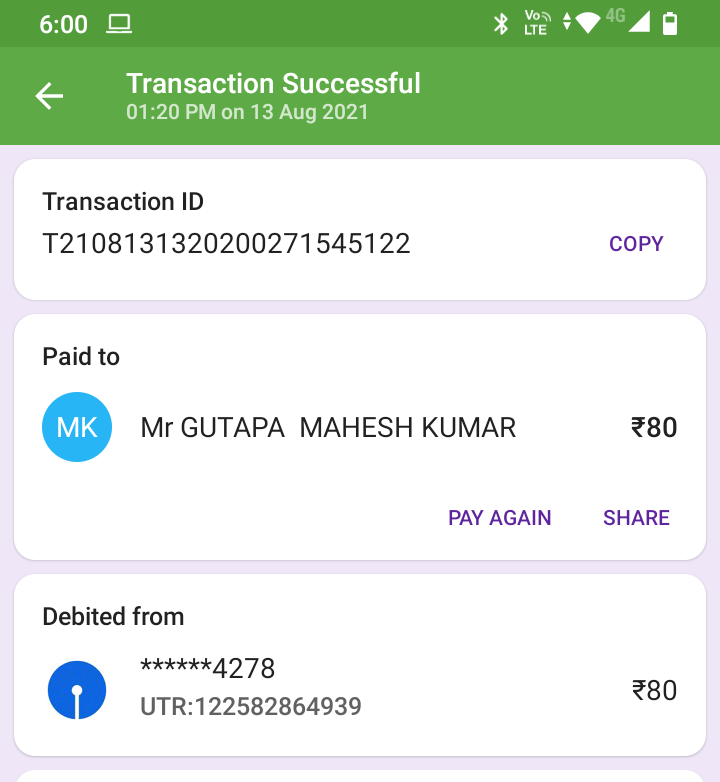 6:00 Vo LTE 4G
Transaction Successful
01:20 PM on 13 Aug 2021
Transaction ID
T2108131320200271545122 COPY
Paid to
MK Mr GUTAPA MAHESH KUMAR ₹80
PAY AGAIN SHARE
Debited from
******4278
UTR:122582864939 ₹80